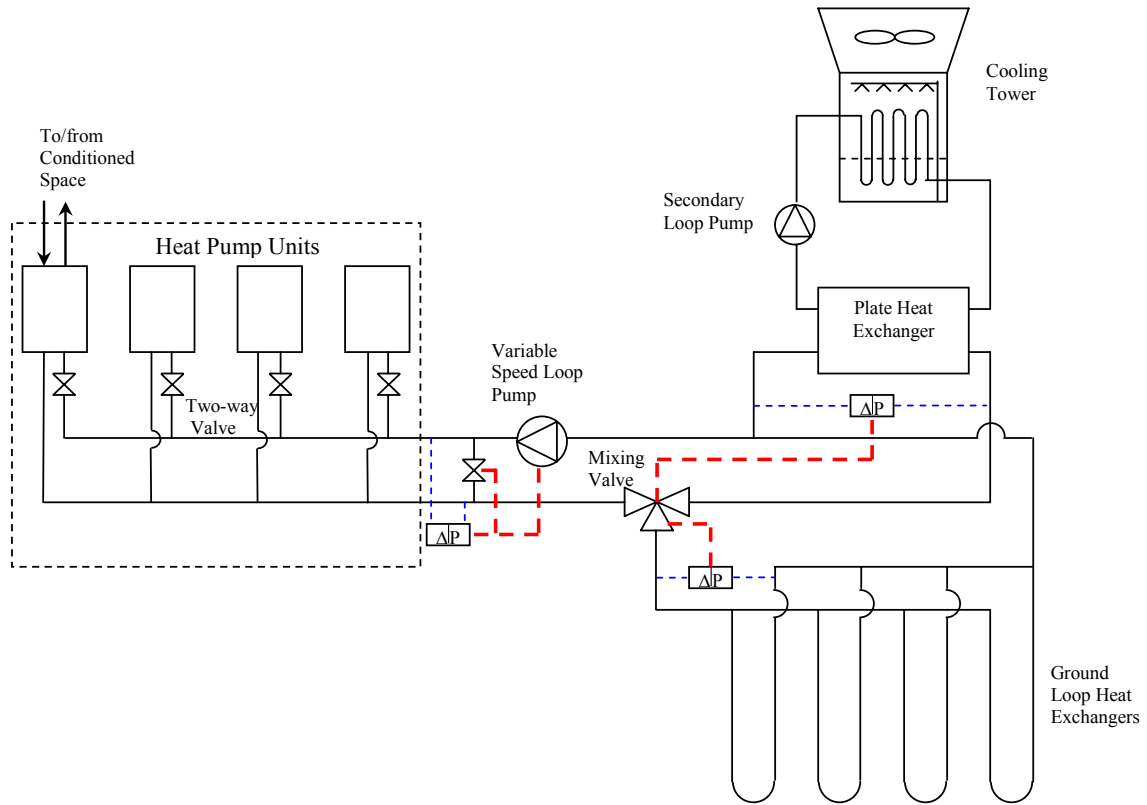 Cooling
Tower
To/from
Conditioned
Space
Secondary
Loop Pump
Heat Pump Units
Plate Heat
Exchanger
Variable
Speed Loop
Pump
Two-way
Valve
ΔP
Mixing
Valve
ΔP
ΔP
Ground
Loop Heat
Exchangers